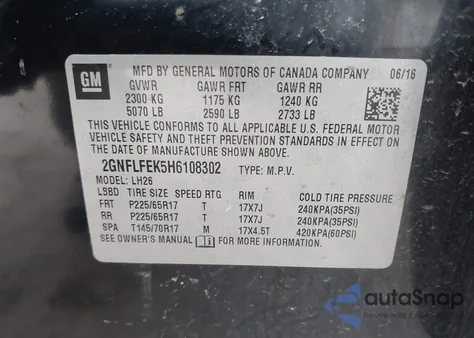 GM
MFD BY GENERAL MOTORS OF CANADA COMPANY 06/16
GVWR GAWR FRT GAWR RR
2300 KG 1175 KG 1240 KG
5070 LB 2590 LB 2733 LB
THIS VEHICLE CONFORMS TO ALL APPLICABLE U.S. FEDERAL MOTOR
VEHICLE SAFETY AND THEFT PREVENTION STANDARDS IN EFFECT ON
THE DATE OF MANUFACTURE SHOWN ABOVE.
2GNFLFEK5H6108302 TYPE: M.P.V.
MODEL: LH26
LSBD TIRE SIZE SPEED RTG RIM COLD TIRE PRESSURE
FRT P225/65R17 T 17X7J 240KPA(35PSI)
RR P225/65R17 T 17X7J 240KPA(35PSI)
SPA T145/70R17 M 17X4.5T 420KPA(60PSI)
SEE OWNER'S MANUAL FOR MORE INFORMATION.
autoSnap